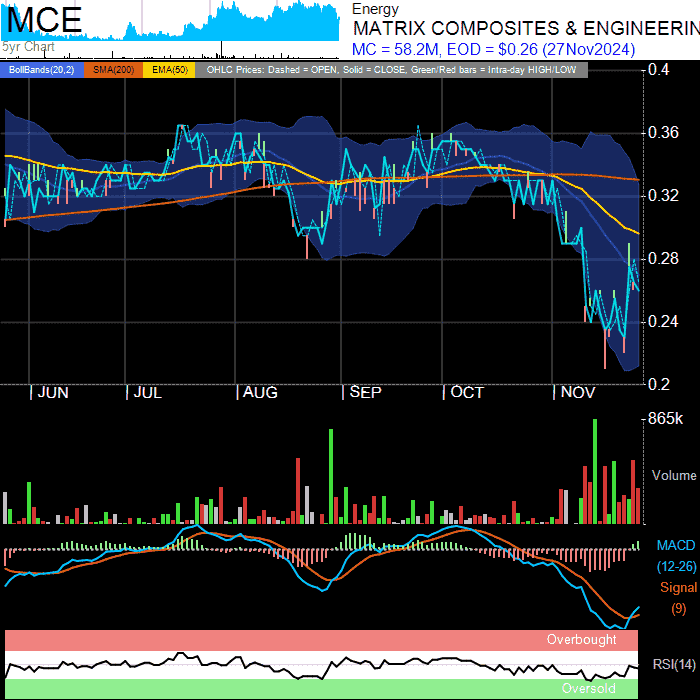 MCE
5yr Chart
Energy
MATRIX COMPOSITES & ENGINEERIN
MC = 58.2M, EOD = $0.26 (27Nov2024)
BollBands(20,2) SMA(200) EMA(50) OHLC Prices: Dashed = OPEN, Solid = CLOSE, Green/Red bars = Intra-day HIGH/LOW
0.4
0.36
0.32
0.28
0.24
0.2
JUN JUL AUG SEP OCT NOV
865k
Volume
MACD
(12-26)
Signal
(9)
Overbought
RSI(14)
Oversold